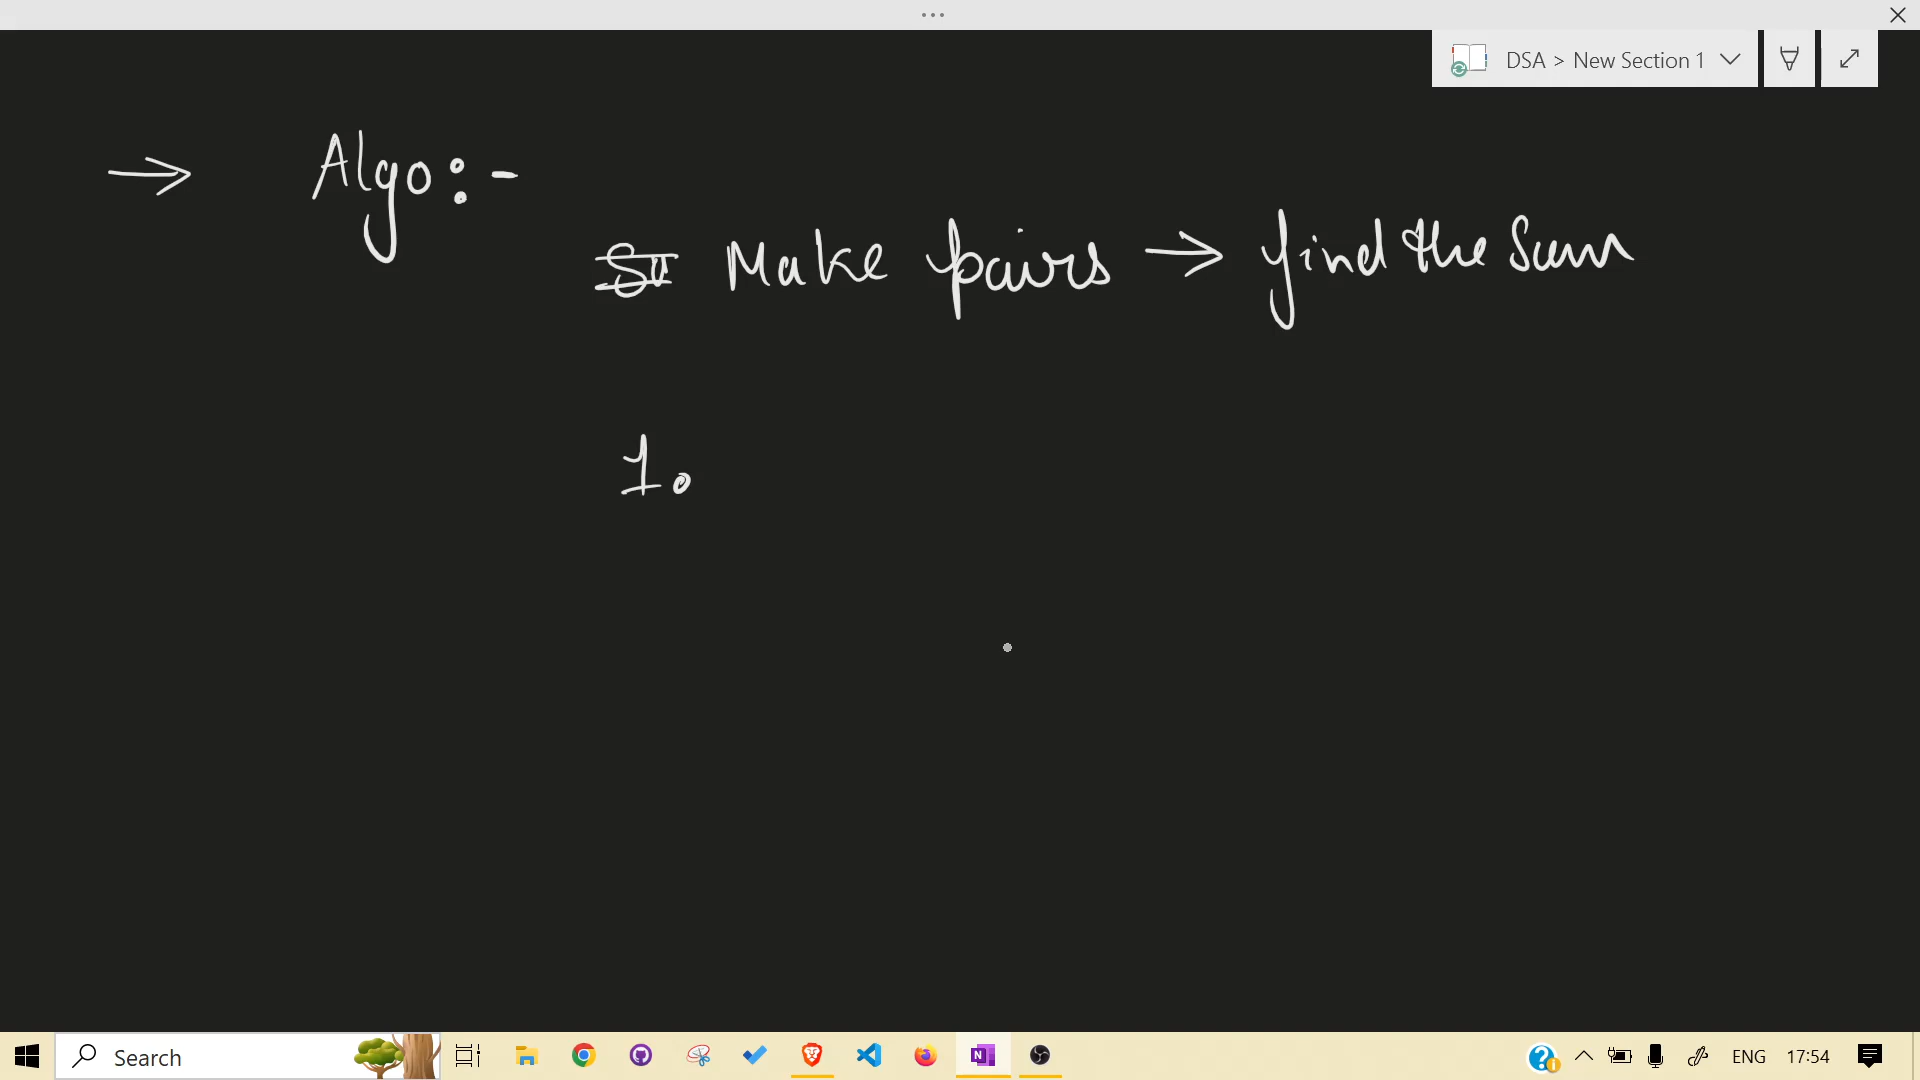 DSA > New Section 1
→ Algo:-
Make pairs → find the sum
1.
Search
ENG 17:54